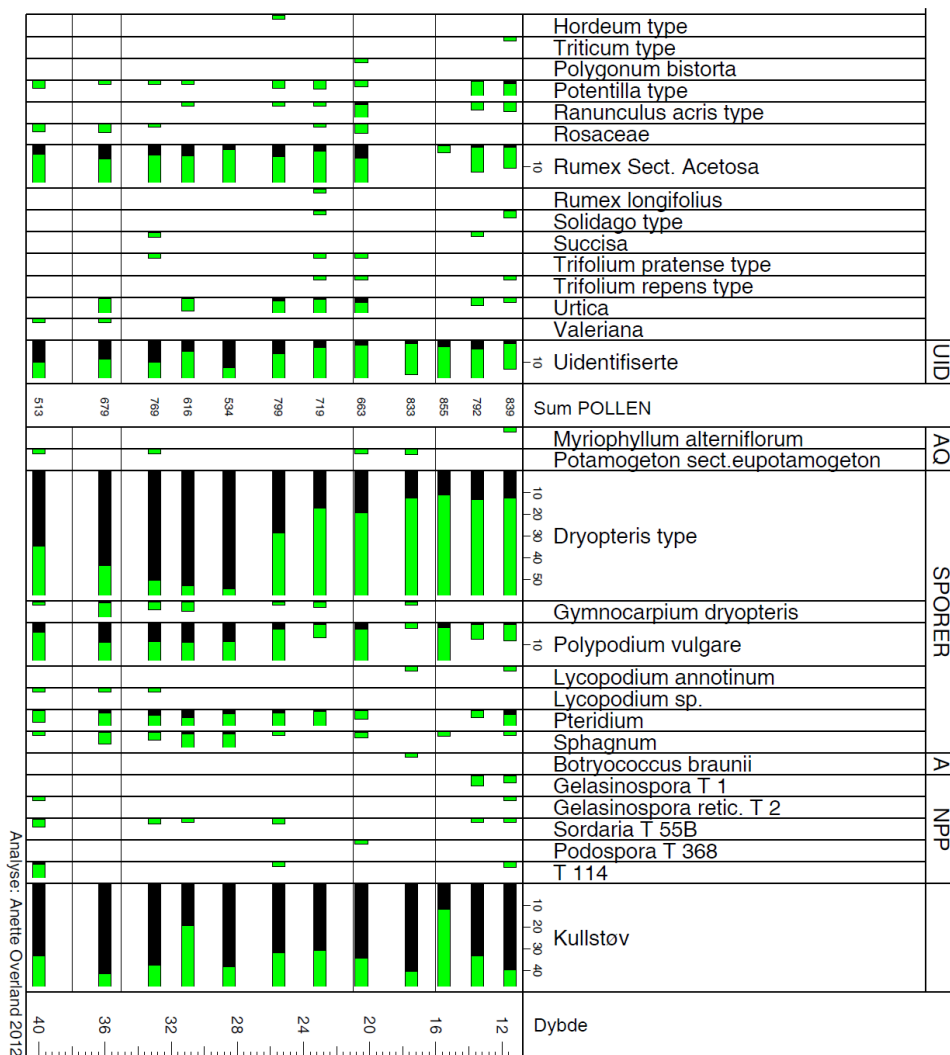 Hordeum type
Triticum type
Polygonum bistorta
Potentilla type
Ranunculus acris type
Rosaceae
10
Rumex Sect. Acetosa
Rumex longifolius
Solidago type
Succisa
Trifolium pratense type
Trifolium repens type
Urtica
Valeriana
10
Uidentifiserte
UID
513
679
769
616
534
799
719
663
833
855
792
839
Sum POLLEN
Myriophyllum alterniflorum
Potamogeton sect.eupotamogeton
AQ
10
20
30
40
50
Dryopteris type
Gymnocarpium dryopteris
10
Polypodium vulgare
Lycopodium annotinum
Lycopodium sp.
Pteridium
Sphagnum
SPORER
Botryococcus braunii
A
Gelasinospora T 1
Gelasinospora retic. T 2
Sordaria T 55B
Podospora T 368
T 114
NPP
10
20
30
40
Kullstøv
40
36
32
28
24
20
16
12
Dybde
Analyse: Anette Overland 2012